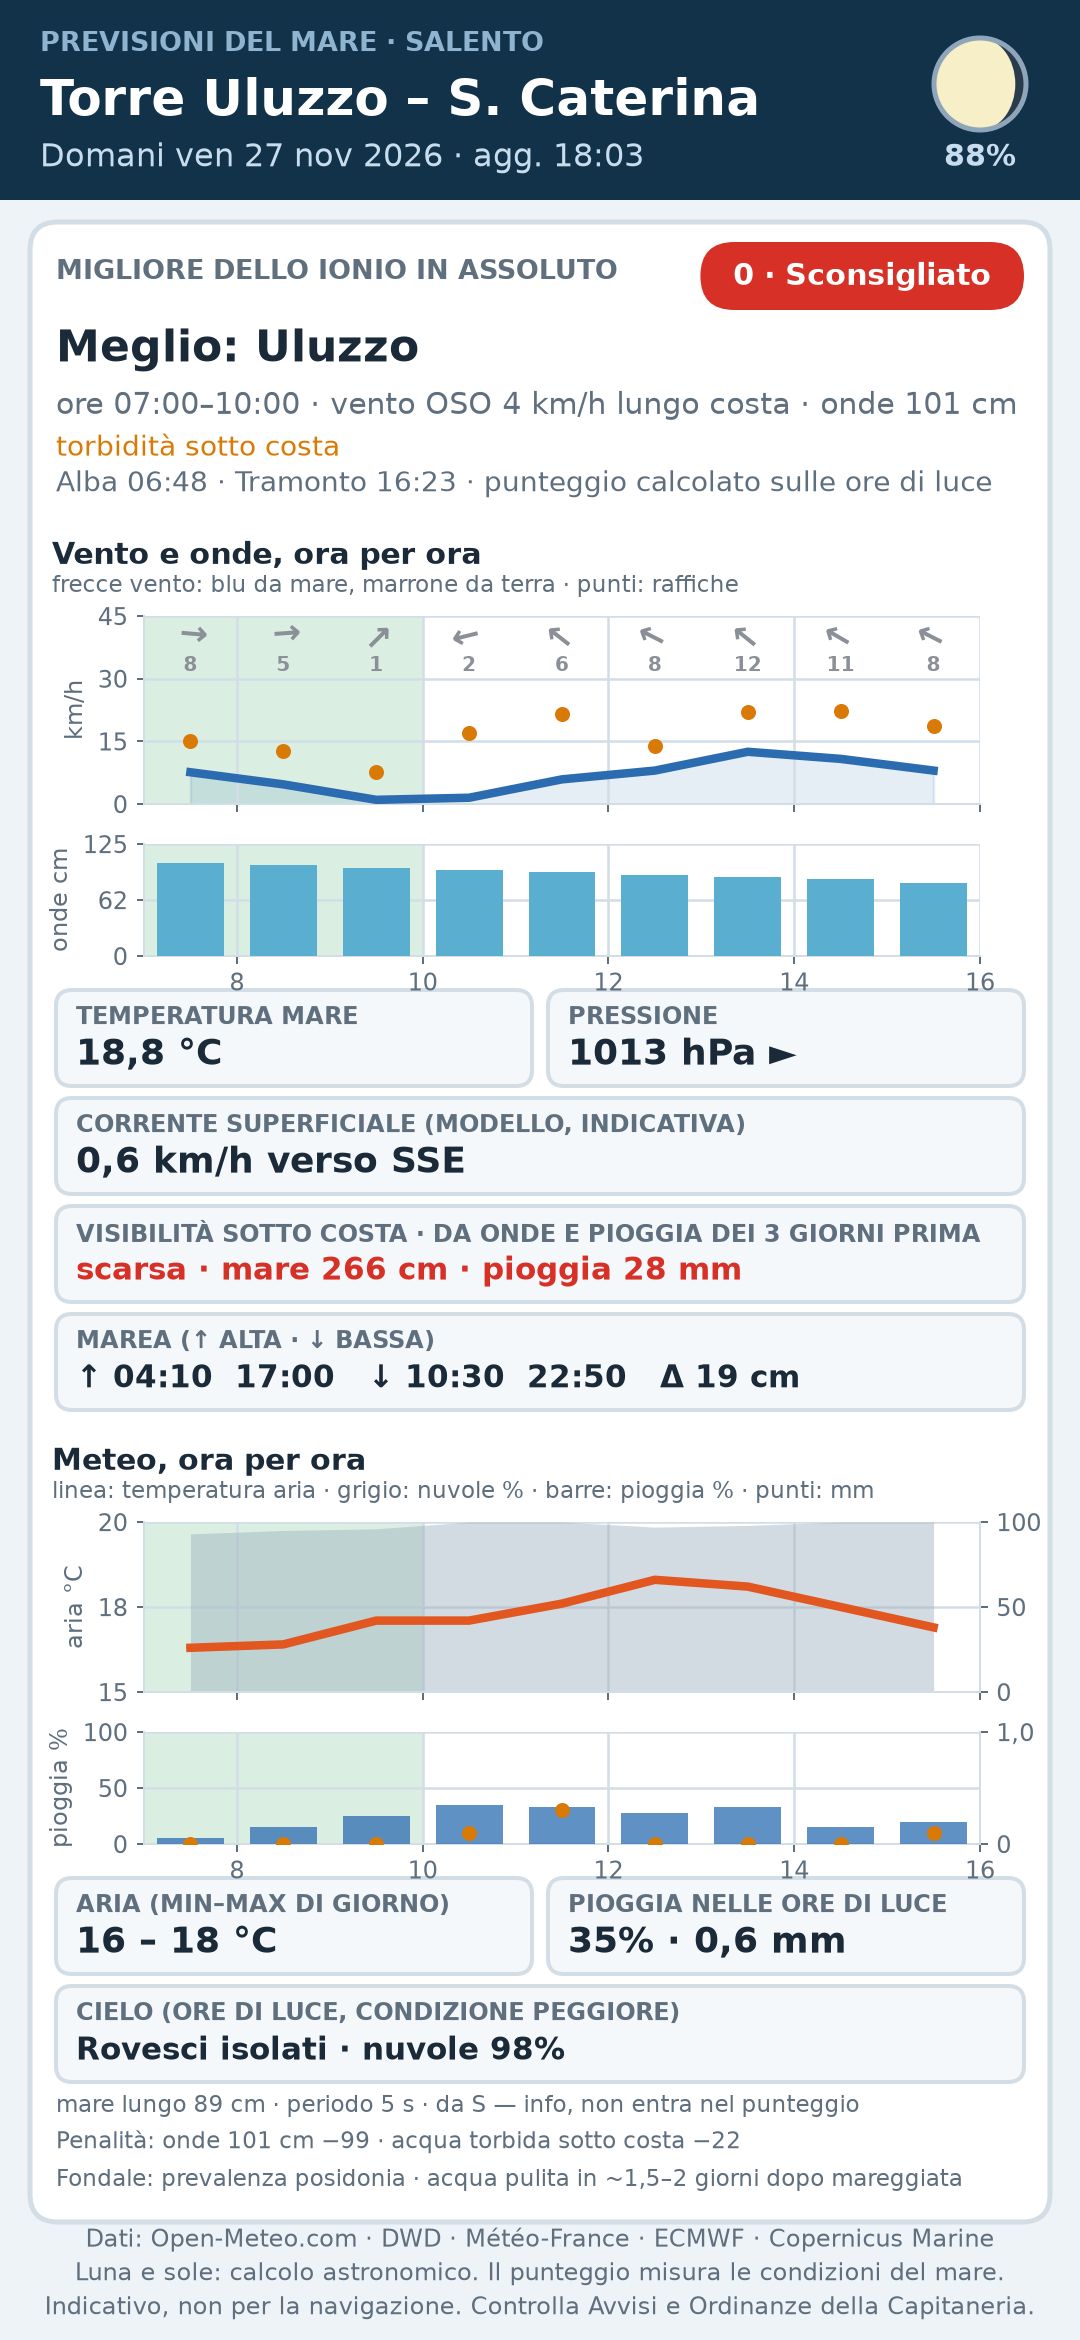 PREVISIONI DEL MARE · SALENTO
Torre Uluzzo – S. Caterina
Domani ven 27 nov 2026 · agg. 18:03
88%
MIGLIORE DELLO IONIO IN ASSOLUTO
0 · Sconsigliato
Meglio: Uluzzo
ore 07:00–10:00 · vento OSO 4 km/h lungo costa · onde 101 cm
torbidità sotto costa
Alba 06:48 · Tramonto 16:23 · punteggio calcolato sulle ore di luce
Vento e onde, ora per ora
frecce vento: blu da mare, marrone da terra · punti: raffiche
45
→ → ↗ ← ↖ ↖ ↖ ↖ ↖
8 5 1 2 6 8 12 11 8
30
km/h
15
0
125
onde cm
62
0
8 10 12 14 16
TEMPERATURA MARE
18,8 °C
PRESSIONE
1013 hPa ►
CORRENTE SUPERFICIALE (MODELLO, INDICATIVA)
0,6 km/h verso SSE
VISIBILITÀ SOTTO COSTA · DA ONDE E PIOGGIA DEI 3 GIORNI PRIMA
scarsa · mare 266 cm · pioggia 28 mm
MAREA (↑ ALTA · ↓ BASSA)
↑ 04:10 17:00 ↓ 10:30 22:50 Δ 19 cm
Meteo, ora per ora
linea: temperatura aria · grigio: nuvole % · barre: pioggia % · punti: mm
20 100
aria °C
18 50
15 0
100 1,0
pioggia %
50
0 0
8 10 12 14 16
ARIA (MIN–MAX DI GIORNO)
16 – 18 °C
PIOGGIA NELLE ORE DI LUCE
35% · 0,6 mm
CIELO (ORE DI LUCE, CONDIZIONE PEGGIORE)
Rovesci isolati · nuvole 98%
mare lungo 89 cm · periodo 5 s · da S — info, non entra nel punteggio
Penalità: onde 101 cm −99 · acqua torbida sotto costa −22
Fondale: prevalenza posidonia · acqua pulita in ~1,5–2 giorni dopo mareggiata
Dati: Open-Meteo.com · DWD · Météo-France · ECMWF · Copernicus Marine
Luna e sole: calcolo astronomico. Il punteggio misura le condizioni del mare.
Indicativo, non per la navigazione. Controlla Avvisi e Ordinanze della Capitaneria.